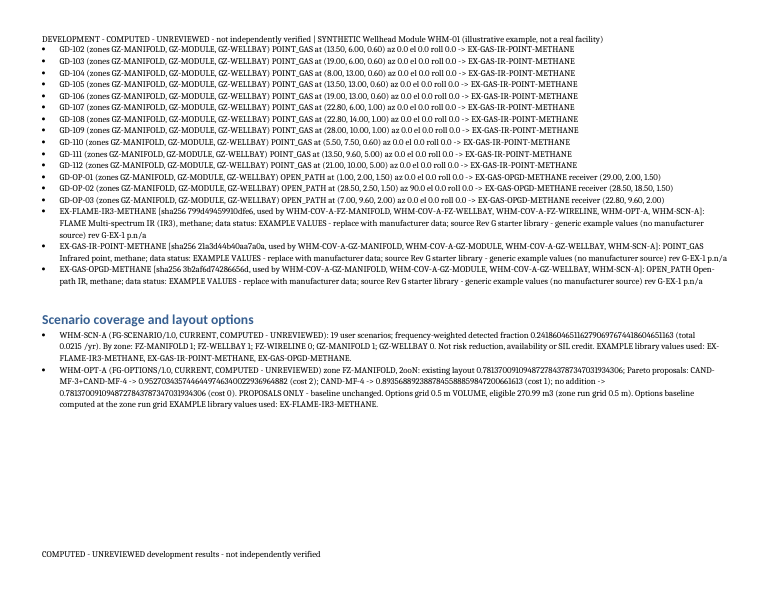 DEVELOPMENT - COMPUTED - UNREVIEWED - not independently verified | SYNTHETIC Wellhead Module WHM-01 (illustrative example, not a real facility)
• GD-102 (zones GZ-MANIFOLD, GZ-MODULE, GZ-WELLBAY) POINT_GAS at (13.50, 6.00, 0.60) az 0.0 el 0.0 roll 0.0 -> EX-GAS-IR-POINT-METHANE
• GD-103 (zones GZ-MANIFOLD, GZ-MODULE, GZ-WELLBAY) POINT_GAS at (19.00, 6.00, 0.60) az 0.0 el 0.0 roll 0.0 -> EX-GAS-IR-POINT-METHANE
• GD-104 (zones GZ-MANIFOLD, GZ-MODULE, GZ-WELLBAY) POINT_GAS at (8.00, 13.00, 0.60) az 0.0 el 0.0 roll 0.0 -> EX-GAS-IR-POINT-METHANE
• GD-105 (zones GZ-MANIFOLD, GZ-MODULE, GZ-WELLBAY) POINT_GAS at (13.50, 13.00, 0.60) az 0.0 el 0.0 roll 0.0 -> EX-GAS-IR-POINT-METHANE
• GD-106 (zones GZ-MANIFOLD, GZ-MODULE, GZ-WELLBAY) POINT_GAS at (19.00, 13.00, 0.60) az 0.0 el 0.0 roll 0.0 -> EX-GAS-IR-POINT-METHANE
• GD-107 (zones GZ-MANIFOLD, GZ-MODULE, GZ-WELLBAY) POINT_GAS at (22.80, 6.00, 1.00) az 0.0 el 0.0 roll 0.0 -> EX-GAS-IR-POINT-METHANE
• GD-108 (zones GZ-MANIFOLD, GZ-MODULE, GZ-WELLBAY) POINT_GAS at (22.80, 14.00, 1.00) az 0.0 el 0.0 roll 0.0 -> EX-GAS-IR-POINT-METHANE
• GD-109 (zones GZ-MANIFOLD, GZ-MODULE, GZ-WELLBAY) POINT_GAS at (28.00, 10.00, 1.00) az 0.0 el 0.0 roll 0.0 -> EX-GAS-IR-POINT-METHANE
• GD-110 (zones GZ-MANIFOLD, GZ-MODULE, GZ-WELLBAY) POINT_GAS at (5.50, 7.50, 0.60) az 0.0 el 0.0 roll 0.0 -> EX-GAS-IR-POINT-METHANE
• GD-111 (zones GZ-MANIFOLD, GZ-MODULE, GZ-WELLBAY) POINT_GAS at (13.50, 9.60, 5.00) az 0.0 el 0.0 roll 0.0 -> EX-GAS-IR-POINT-METHANE
• GD-112 (zones GZ-MANIFOLD, GZ-MODULE, GZ-WELLBAY) POINT_GAS at (21.00, 10.00, 5.00) az 0.0 el 0.0 roll 0.0 -> EX-GAS-IR-POINT-METHANE
• GD-OP-01 (zones GZ-MANIFOLD, GZ-MODULE, GZ-WELLBAY) OPEN_PATH at (1.00, 2.00, 1.50) az 0.0 el 0.0 roll 0.0 -> EX-GAS-OPGD-METHANE receiver (29.00, 2.00, 1.50)
• GD-OP-02 (zones GZ-MANIFOLD, GZ-MODULE, GZ-WELLBAY) OPEN_PATH at (28.50, 2.50, 1.50) az 90.0 el 0.0 roll 0.0 -> EX-GAS-OPGD-METHANE receiver (28.50, 18.50, 1.50)
• GD-OP-03 (zones GZ-MANIFOLD, GZ-MODULE, GZ-WELLBAY) OPEN_PATH at (7.00, 9.60, 2.00) az 0.0 el 0.0 roll 0.0 -> EX-GAS-OPGD-METHANE receiver (22.80, 9.60, 2.00)
• EX-FLAME-IR3-METHANE [sha256 799d49459910dfe6, used by WHM-COV-A-FZ-MANIFOLD, WHM-COV-A-FZ-WELLBAY, WHM-COV-A-FZ-WIRELINE, WHM-OPT-A, WHM-SCN-A]:
FLAME Multi-spectrum IR (IR3), methane; data status: EXAMPLE VALUES - replace with manufacturer data; source Rev G starter library - generic example values (no manufacturer
source) rev G-EX-1 p.n/a
• EX-GAS-IR-POINT-METHANE [sha256 21a3d44b40aa7a0a, used by WHM-COV-A-GZ-MANIFOLD, WHM-COV-A-GZ-MODULE, WHM-COV-A-GZ-WELLBAY, WHM-SCN-A]: POINT_GAS
Infrared point, methane; data status: EXAMPLE VALUES - replace with manufacturer data; source Rev G starter library - generic example values (no manufacturer source) rev G-EX-1 p.n/a
• EX-GAS-OPGD-METHANE [sha256 3b2af6d74286656d, used by WHM-COV-A-GZ-MANIFOLD, WHM-COV-A-GZ-MODULE, WHM-COV-A-GZ-WELLBAY, WHM-SCN-A]: OPEN_PATH Open-
path IR, methane; data status: EXAMPLE VALUES - replace with manufacturer data; source Rev G starter library - generic example values (no manufacturer source) rev G-EX-1 p.n/a
Scenario coverage and layout options
• WHM-SCN-A (FG-SCENARIO/1.0, CURRENT, COMPUTED - UNREVIEWED): 19 user scenarios; frequency-weighted detected fraction 0.2418604651162790697674418604651163 (total
0.0215 /yr). By zone: FZ-MANIFOLD 1; FZ-WELLBAY 1; FZ-WIRELINE 0; GZ-MANIFOLD 1; GZ-WELLBAY 0. Not risk reduction, availability or SIL credit. EXAMPLE library values used: EX-
FLAME-IR3-METHANE, EX-GAS-IR-POINT-METHANE, EX-GAS-OPGD-METHANE.
• WHM-OPT-A (FG-OPTIONS/1.0, CURRENT, COMPUTED - UNREVIEWED) zone FZ-MANIFOLD, 2ooN: existing layout 0.7813700910948727843787347031934306; Pareto proposals: CAND-
MF-3+CAND-MF-4 -> 0.9527034357446449746340022936964882 (cost 2); CAND-MF-4 -> 0.8935688923887845588859847200661613 (cost 1); no addition ->
0.7813700910948727843787347031934306 (cost 0). PROPOSALS ONLY - baseline unchanged. Options grid 0.5 m VOLUME, eligible 270.99 m3 (zone run grid 0.5 m). Options baseline
computed at the zone run grid EXAMPLE library values used: EX-FLAME-IR3-METHANE.
COMPUTED - UNREVIEWED development results - not independently verified